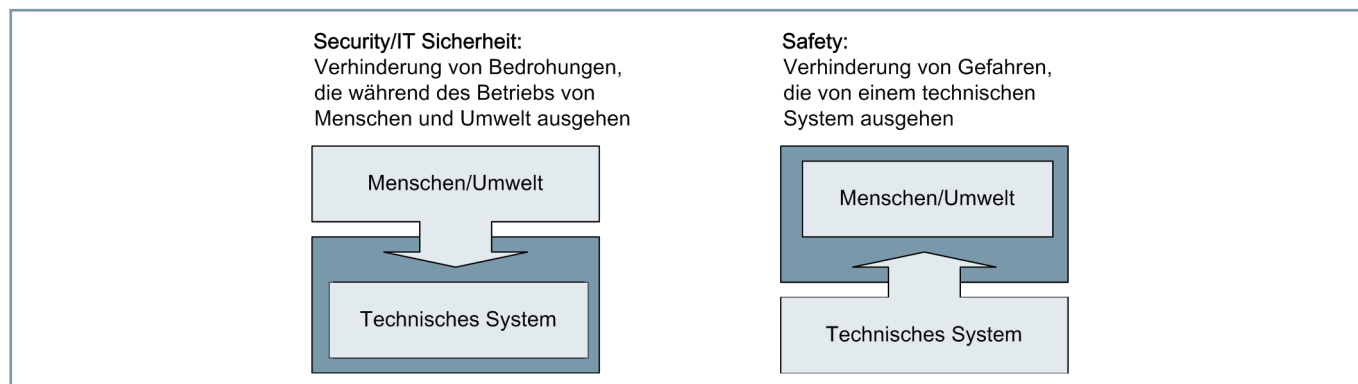 Security/IT Sicherheit:
Verhinderung von Bedrohungen,
die während des Betriebs von
Menschen und Umwelt ausgehen
Menschen/Umwelt
Technisches System
Safety:
Verhinderung von Gefahren,
die von einem technischen
System ausgehen
Menschen/Umwelt
Technisches System